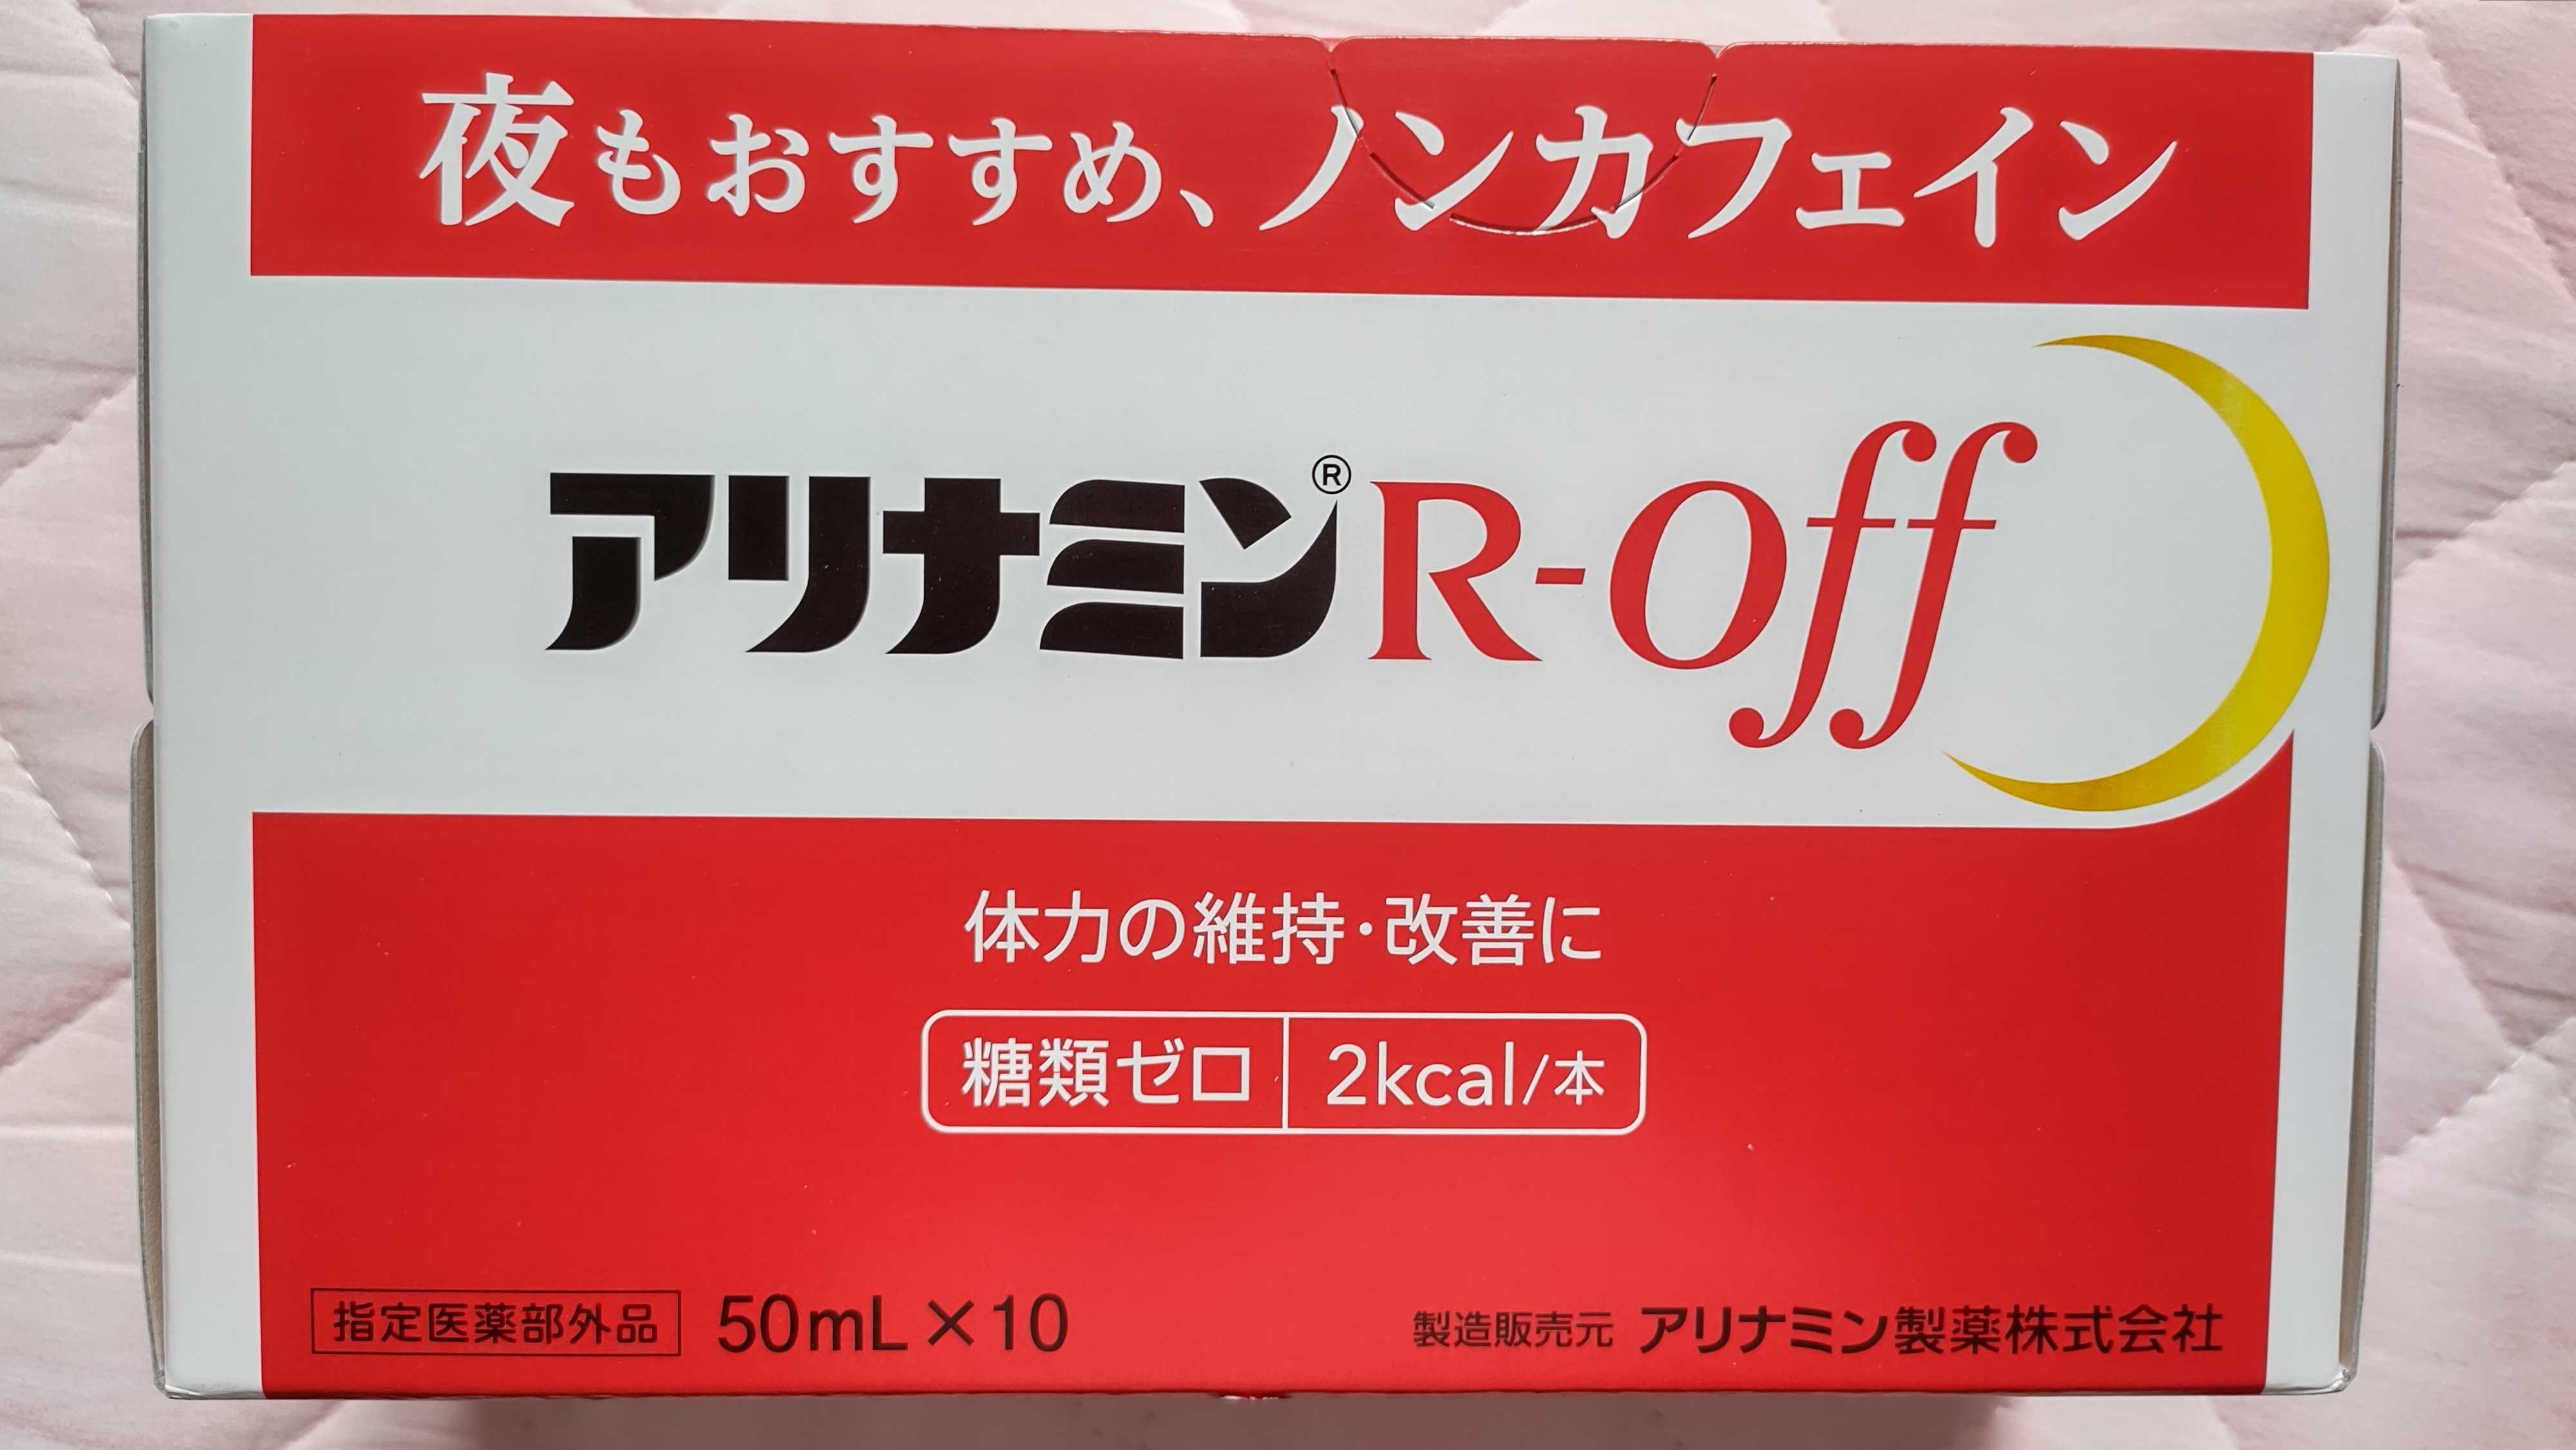 夜もおすすめ、ノンカフェイン
アリナミン®R-Off
体力の維持・改善に
糖類ゼロ 2kcal/本
指定医薬部外品 50mL×10 製造販売元 アリナミン製薬株式会社